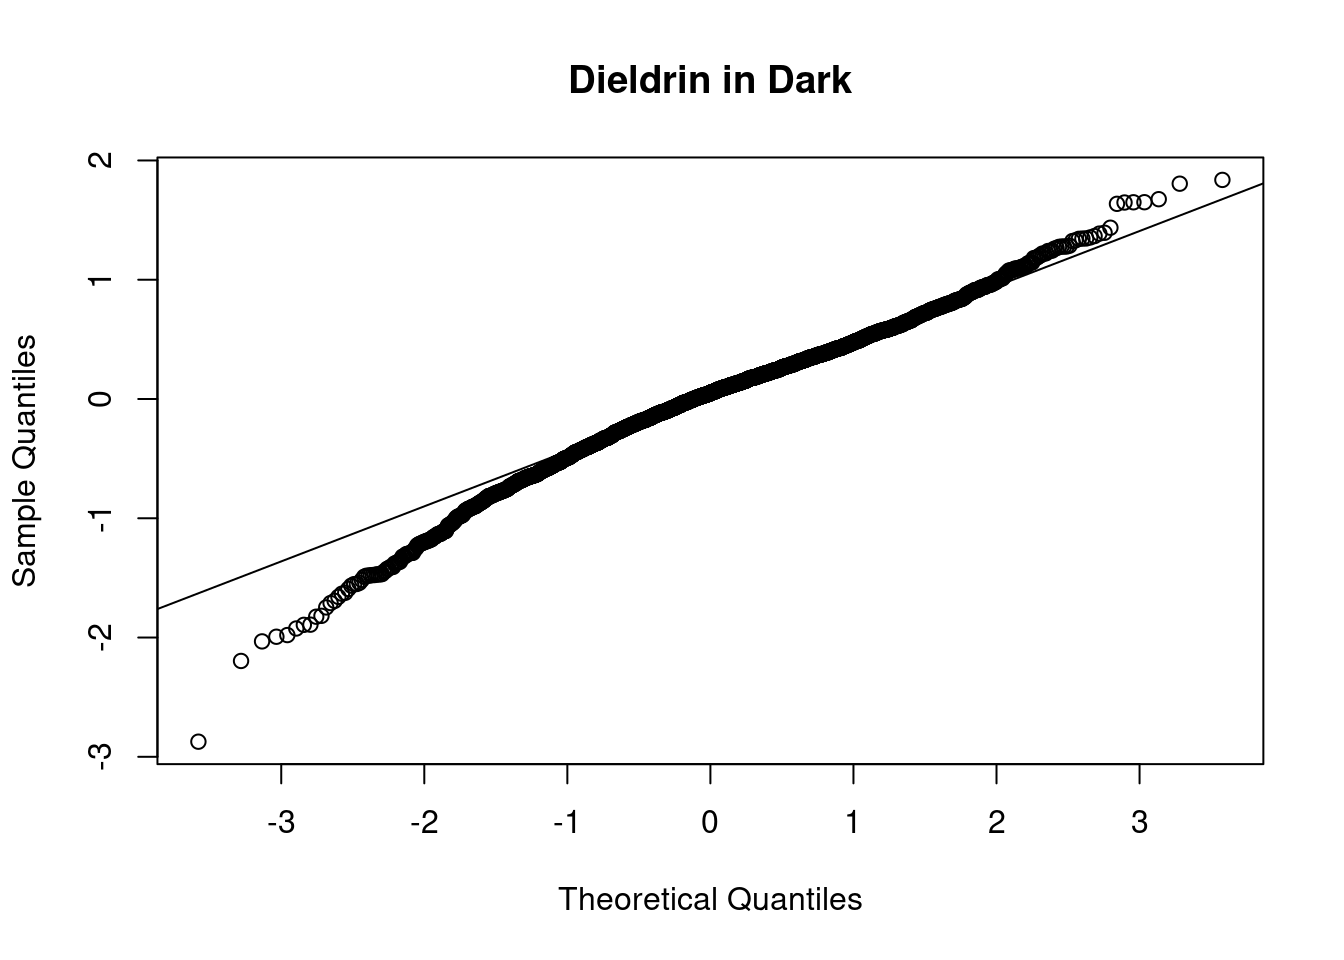 Dieldrin in Dark
Sample Quantiles
2
1
0
-1
-2
-3
-3 -2 -1 0 1 2 3
Theoretical Quantiles